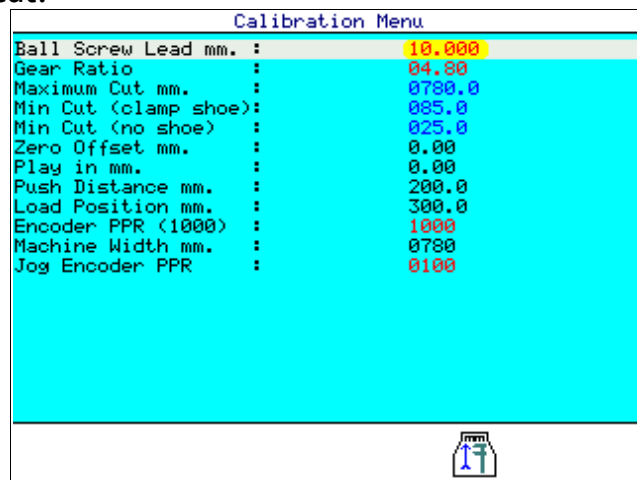 Calibration Menu
Ball Screw Lead mm. : 10.000
Gear Ratio : 04.80
Maximum Cut mm. : 0780.0
Min Cut (clamp shoe): 085.0
Min Cut (no shoe) : 025.0
Zero Offset mm. : 0.00
Play in mm. : 0.00
Push Distance mm. : 200.0
Load Position mm. : 300.0
Encoder PPR (1000) : 1000
Machine Width mm. : 0780
Jog Encoder PPR : 0100